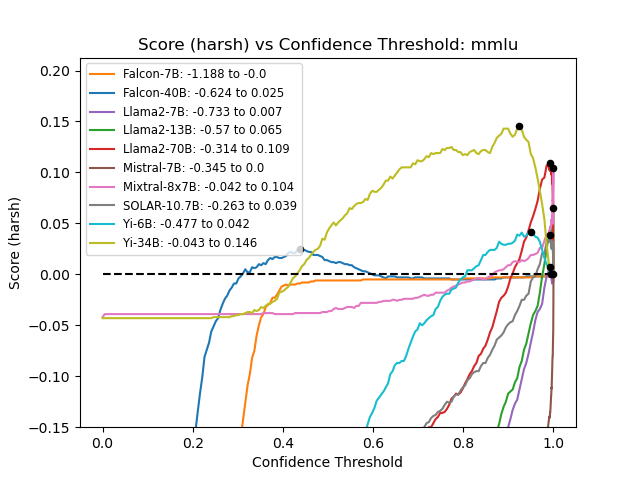 Score (harsh) vs Confidence Threshold: mmlu
Falcon-7B: -1.188 to -0.0
Falcon-40B: -0.624 to 0.025
Llama2-7B: -0.733 to 0.007
Llama2-13B: -0.57 to 0.065
Llama2-70B: -0.314 to 0.109
Mistral-7B: -0.345 to 0.0
Mixtral-8x7B: -0.042 to 0.104
SOLAR-10.7B: -0.263 to 0.039
Yi-6B: -0.477 to 0.042
Yi-34B: -0.043 to 0.146
Score (harsh)
0.20
0.15
0.10
0.05
0.00
−0.05
−0.10
−0.15
0.0 0.2 0.4 0.6 0.8 1.0
Confidence Threshold